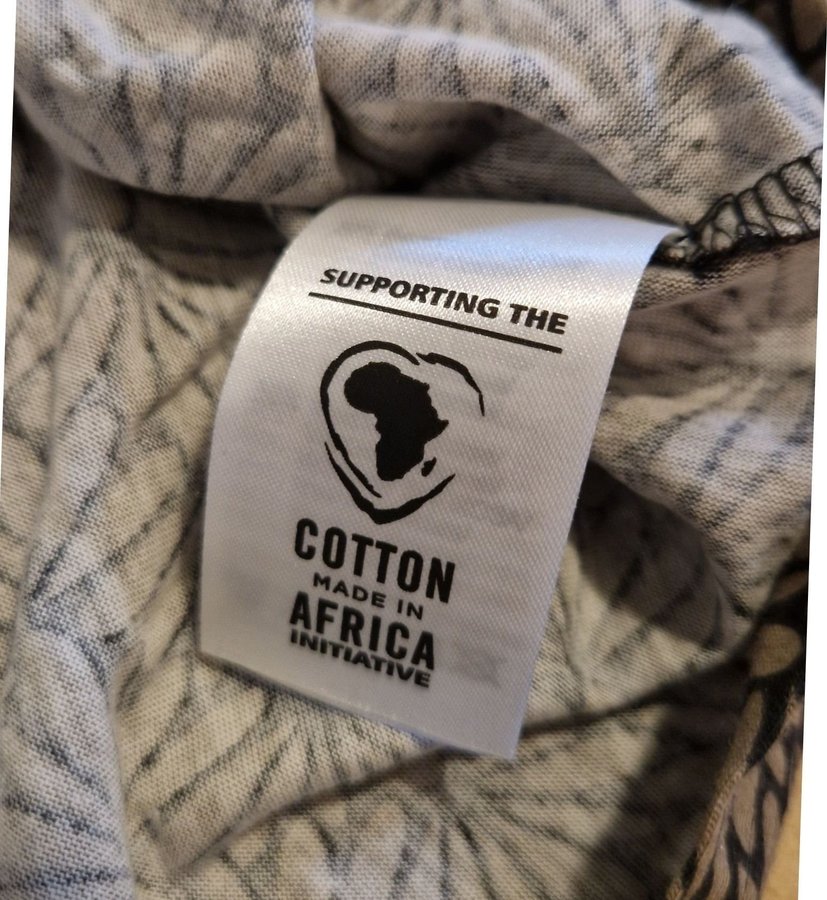 SUPPORTING THE
COTTON
MADE IN
AFRICA
INITIATIVE